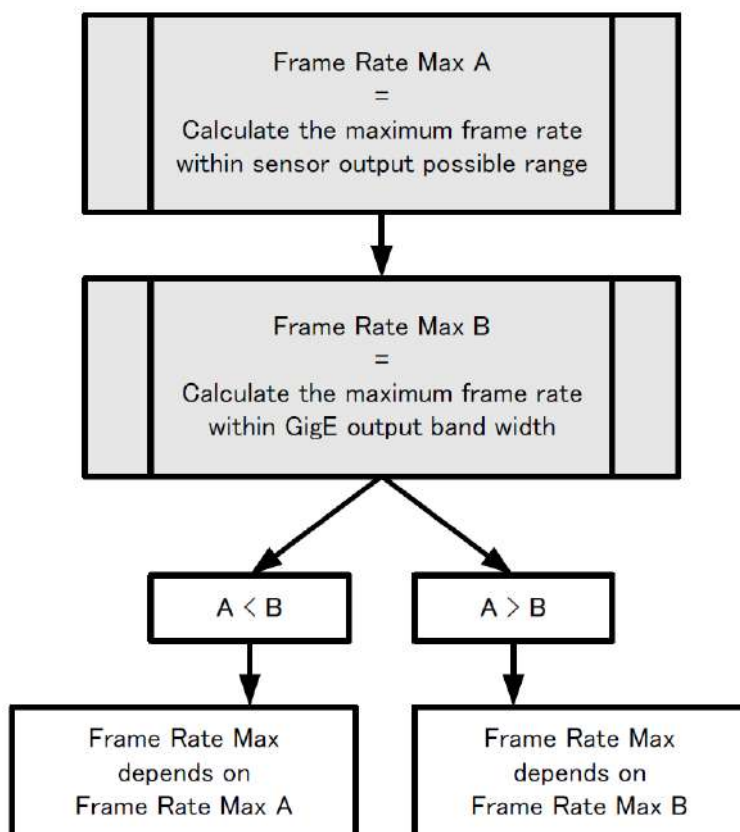 Frame Rate Max A
=
Calculate the maximum frame rate
within sensor output possible range
Frame Rate Max B
=
Calculate the maximum frame rate
within GigE output band width
A < B
A > B
Frame Rate Max
depends on
Frame Rate Max A
Frame Rate Max
depends on
Frame Rate Max B